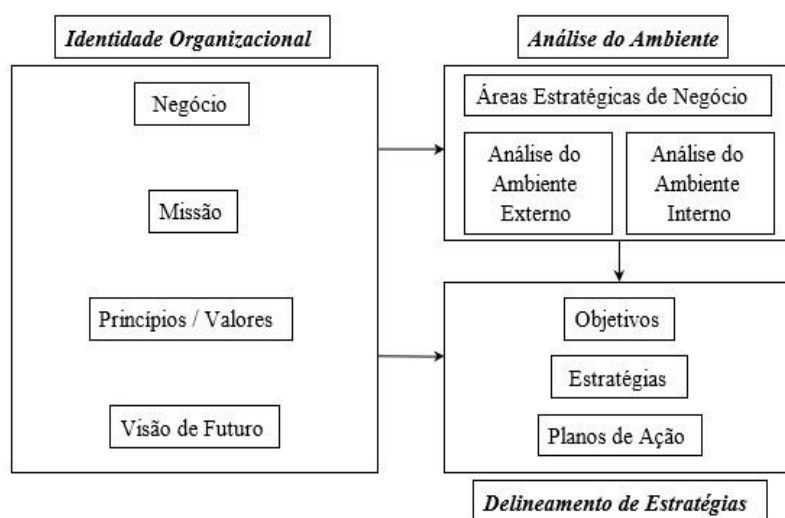 Identidade Organizacional
Negócio
Missão
Princípios / Valores
Visão de Futuro
Análise do Ambiente
Áreas Estratégicas de Negócio
Análise do
Ambiente
Externo
Análise do
Ambiente
Interno
Objetivos
Estratégias
Planos de Ação
Delineamento de Estratégias